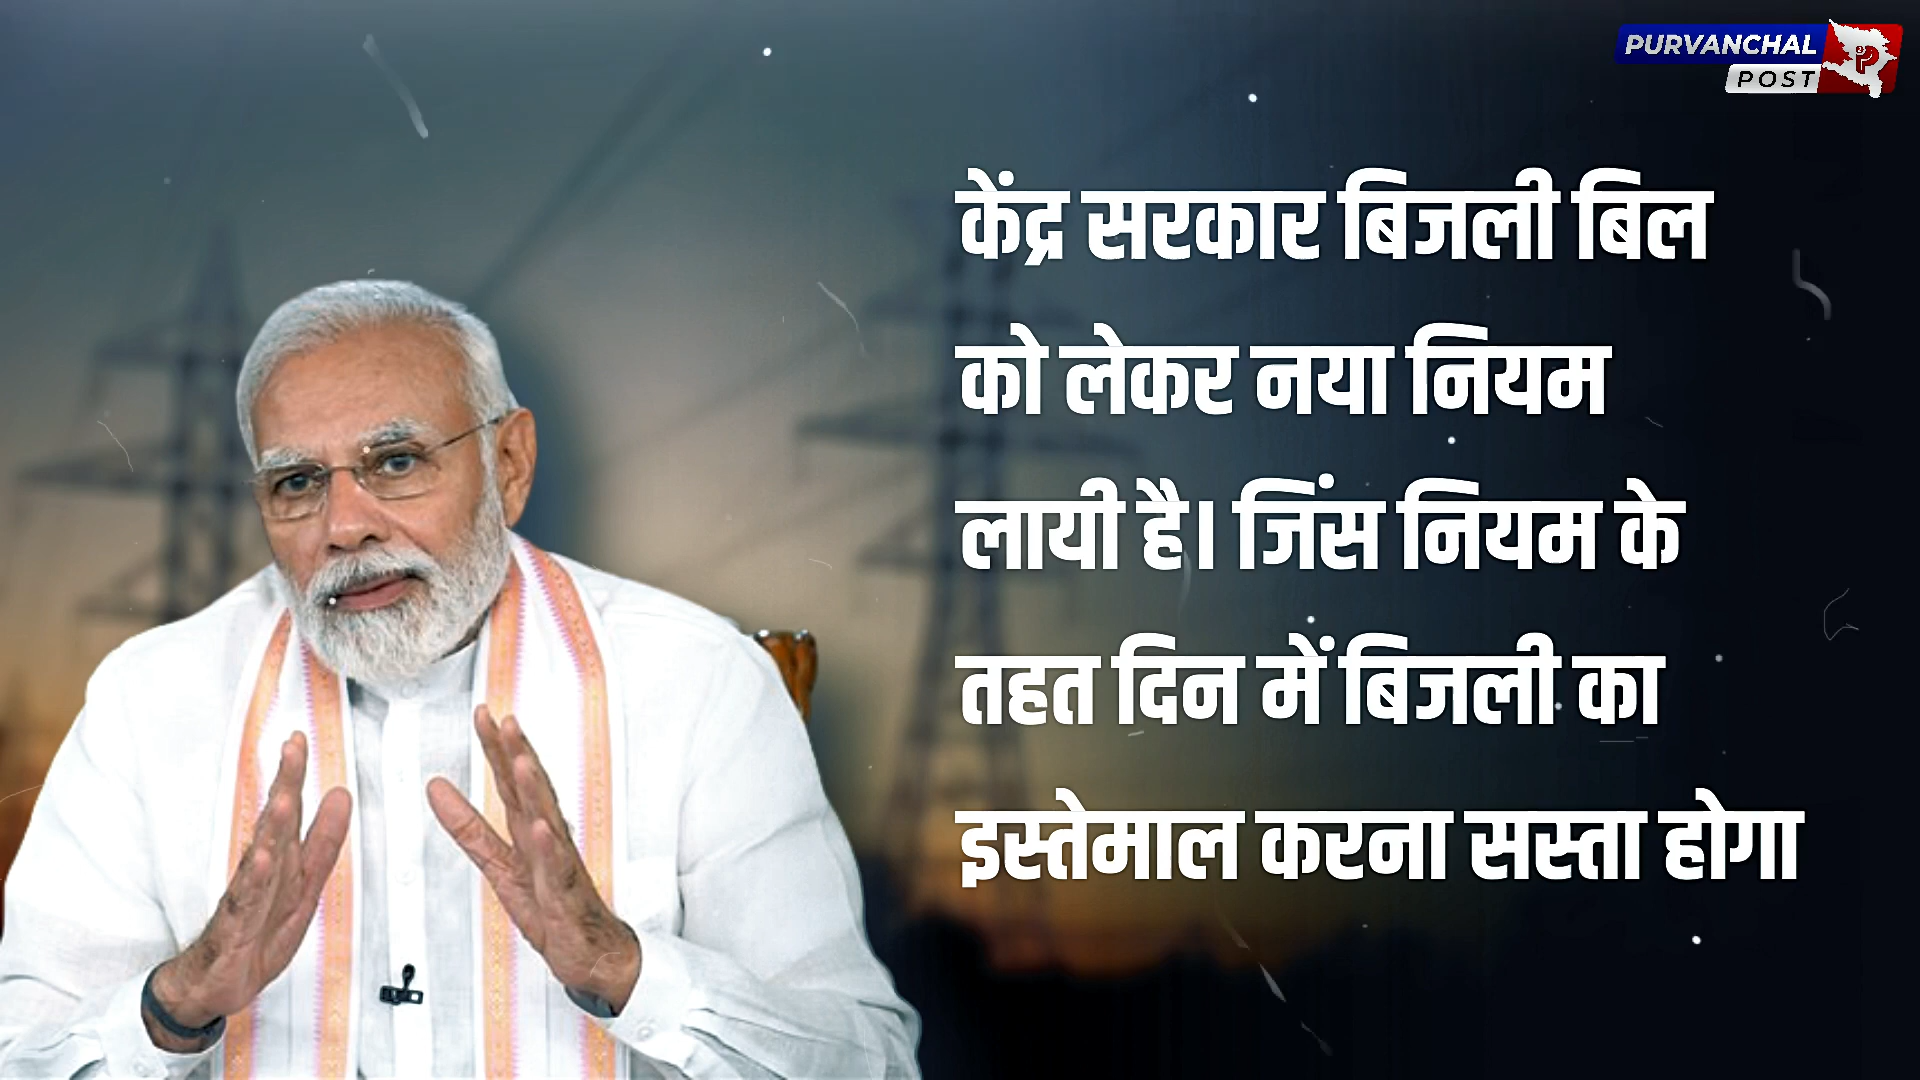 PURVANCHAL
POST
केंद्र सरकार बिजली बिल
को लेकर नया नियम
लायी है। जिंस नियम के
तहत दिन में बिजली का
इस्तेमाल करना सस्ता होगा